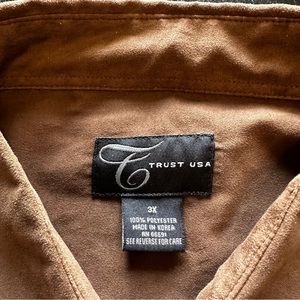 TRUST USA
3X
100% POLYESTER
MADE IN KOREA
RN 66591
SEE REVERSE FOR CARE